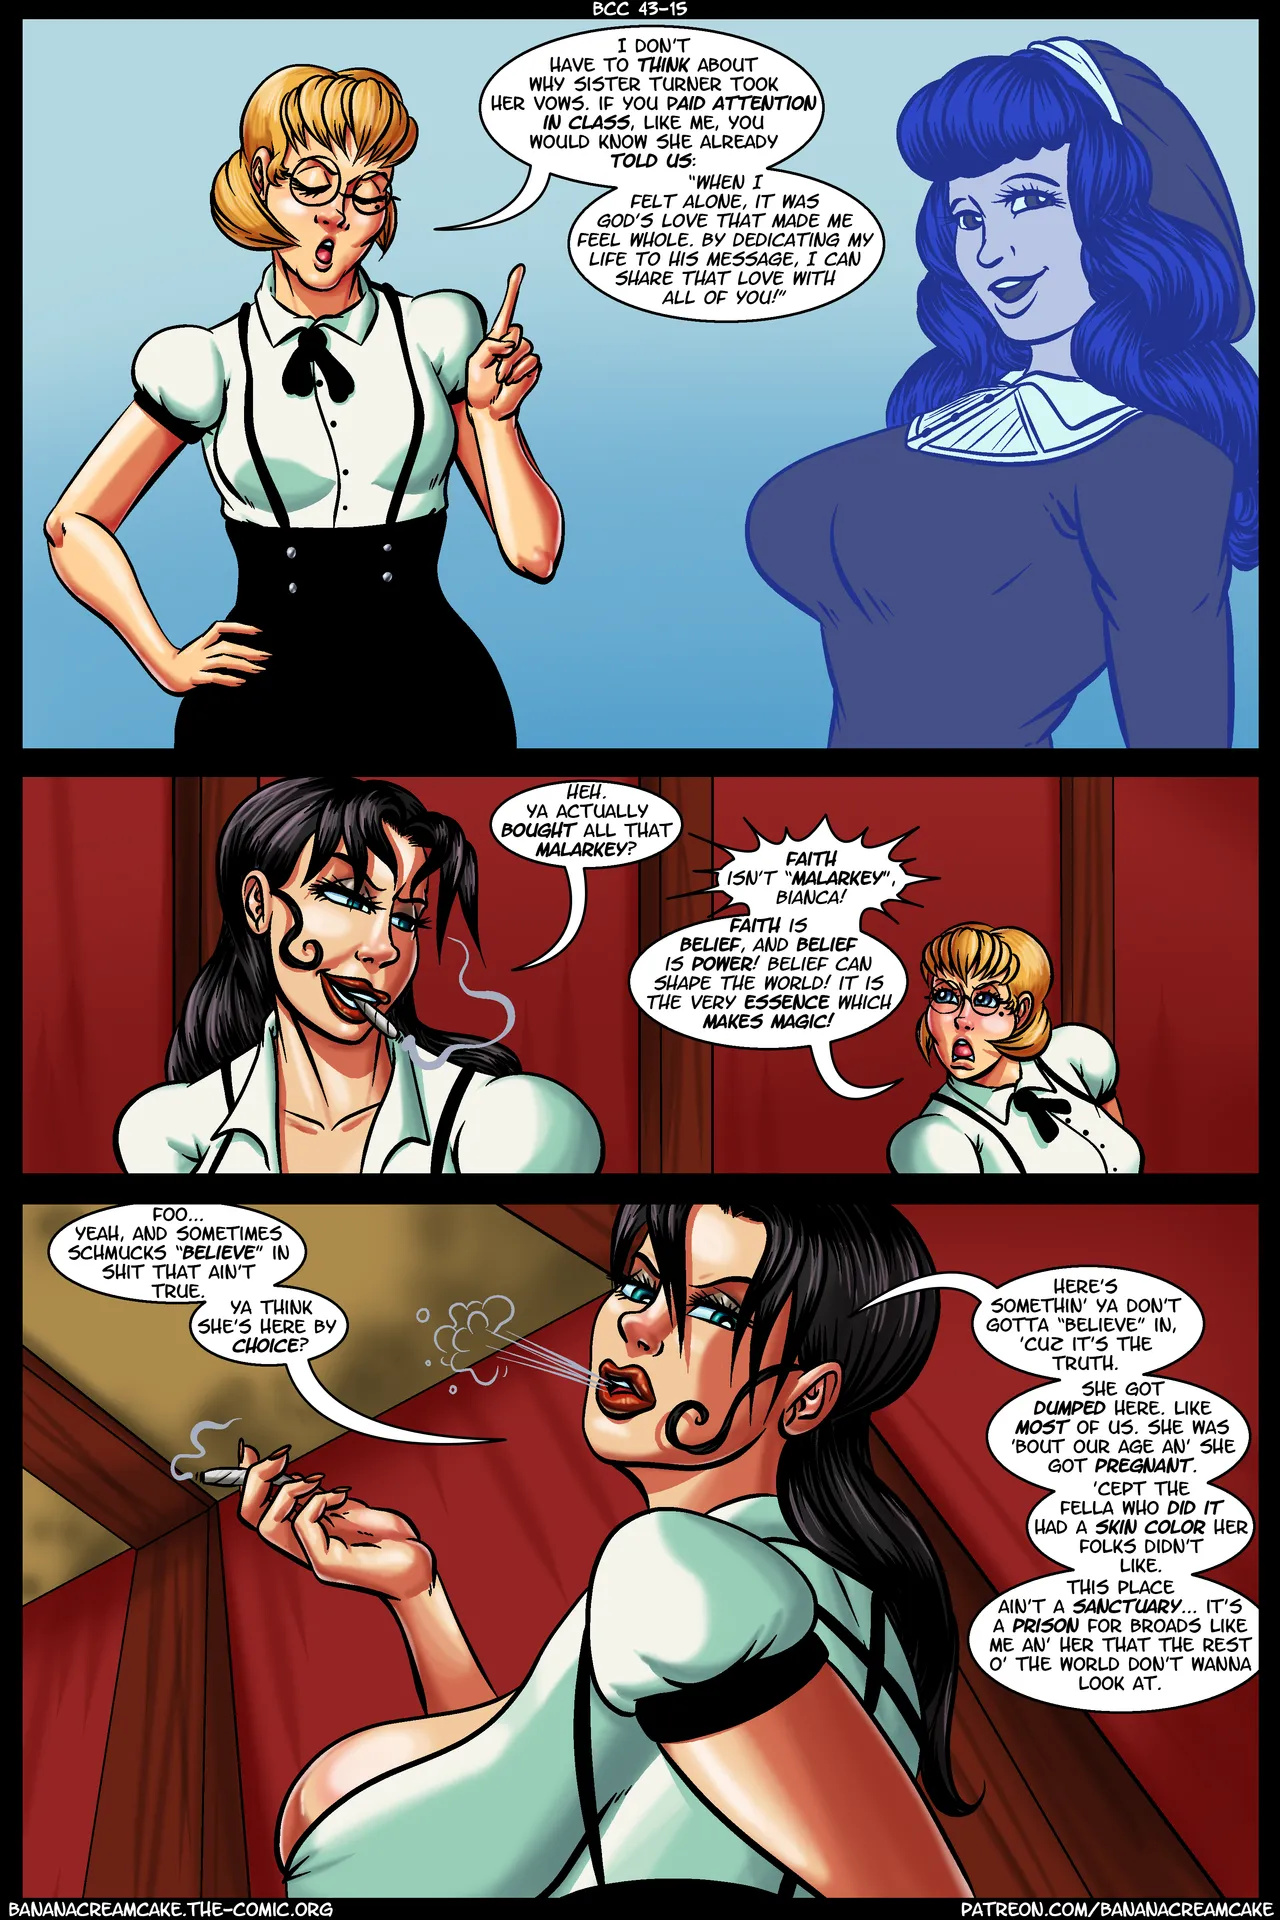 BCC 43-15
I DON'T
HAVE TO THINK ABOUT
WHY SISTER TURNER TOOK
HER VOWS. IF YOU PAID ATTENTION
IN CLASS, LIKE ME, YOU
WOULD KNOW SHE ALREADY
TOLD US:
"WHEN I
FELT ALONE, IT WAS
GOD'S LOVE THAT MADE ME
FEEL WHOLE. BY DEDICATING MY
LIFE TO HIS MESSAGE, I CAN
SHARE THAT LOVE WITH
ALL OF YOU!"
HEH.
YA ACTUALLY
BOUGHT ALL THAT
MALARKEY?
FAITH
ISN'T "MALARKEY",
BIANCA!
FAITH IS
BELIEF, AND BELIEF
IS POWER! BELIEF CAN
SHAPE THE WORLD! IT IS
THE VERY ESSENCE WHICH
MAKES MAGIC!
FOO...
YEAH, AND SOMETIMES
SCHMUCKS "BELIEVE" IN
SHIT THAT AIN'T
TRUE.
YA THINK
SHE'S HERE BY
CHOICE?
HERE'S
SOMETHIN' YA DON'T
GOTTA "BELIEVE" IN,
'CUZ IT'S THE
TRUTH.
SHE GOT
DUMPED HERE. LIKE
MOST OF US. SHE WAS
'BOUT OUR AGE AN' SHE
GOT PREGNANT.
'CEPT THE
FELLA WHO DID IT
HAD A SKIN COLOR HER
FOLKS DIDN'T
LIKE.
THIS PLACE
AIN'T A SANCTUARY... IT'S
A PRISON FOR BROADS LIKE
ME AN' HER THAT THE REST
O' THE WORLD DON'T WANNA
LOOK AT.
BANANACREAMCAKE.THE-COMIC.ORG
PATREON.COM/BANANACREAMCAKE